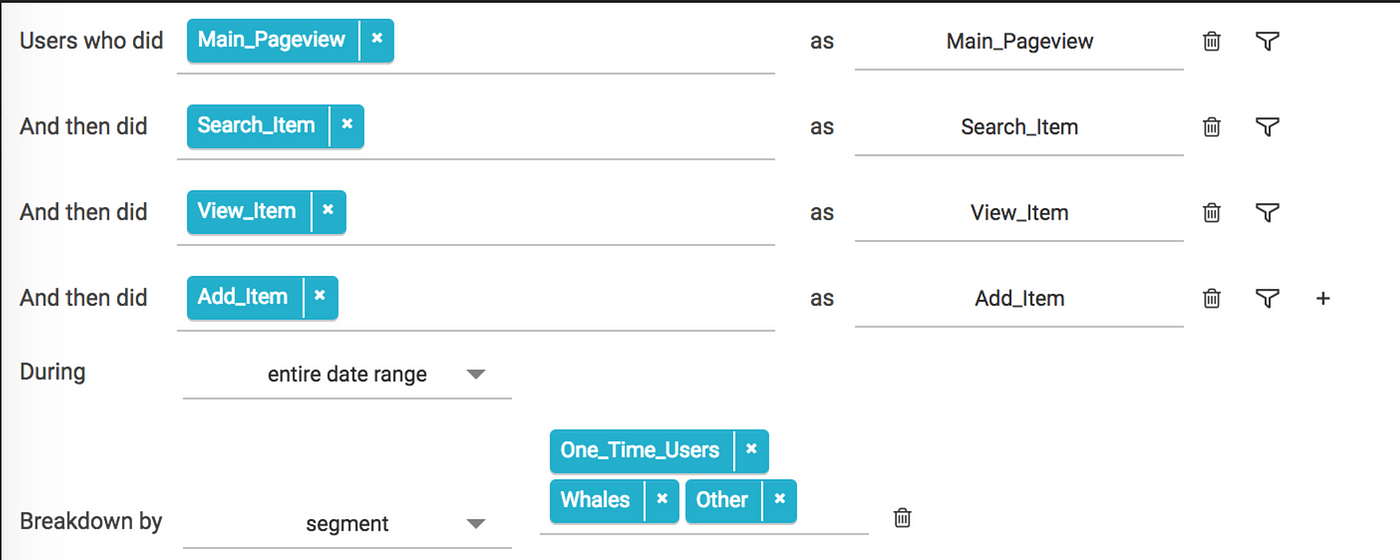 Users who did Main_Pageview × as Main_Pageview
And then did Search_Item × as Search_Item
And then did View_Item × as View_Item
And then did Add_Item × as Add_Item +
During entire date range
One_Time_Users ×
Whales × Other ×
Breakdown by segment